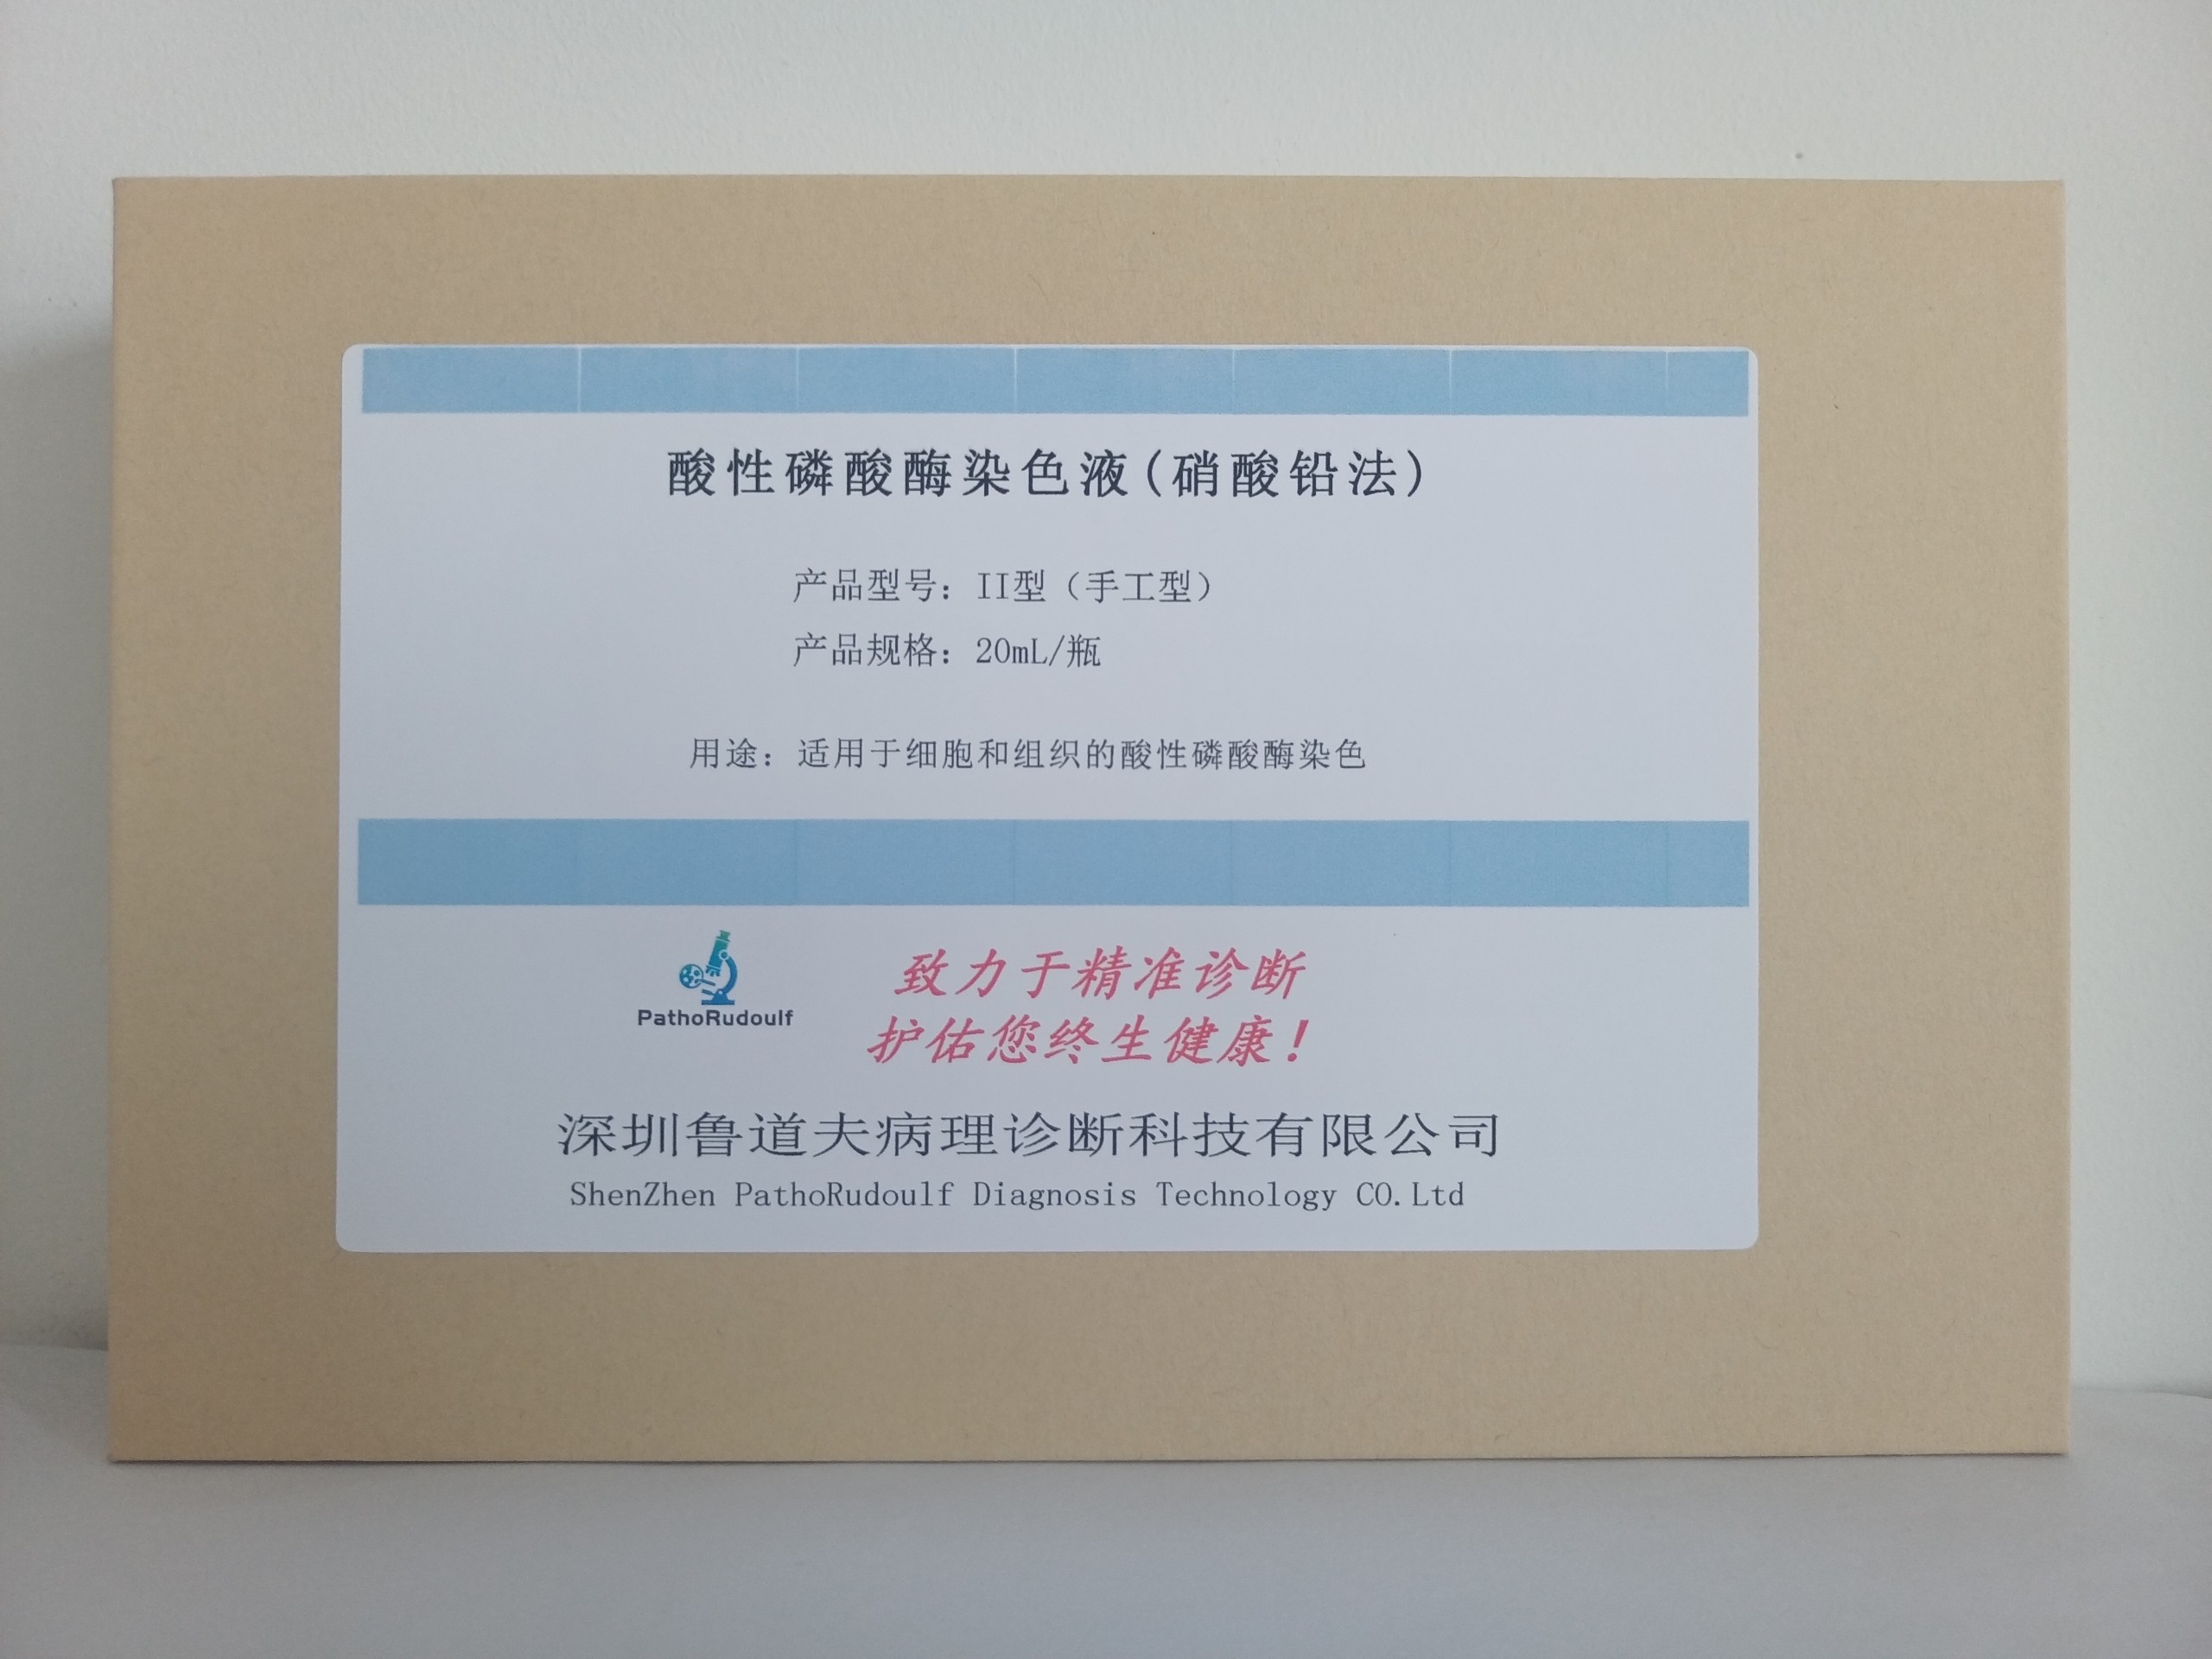 酸性磷酸酶染色液(硝酸铅法)
产品型号：II型（手工型）
产品规格：20mL/瓶
用途：适用于细胞和组织的酸性磷酸酶染色
PathoRudoulf
致力于精准诊断
护佑您终生健康！
深圳鲁道夫病理诊断科技有限公司
ShenZhen PathoRudoulf Diagnosis Technology CO.Ltd